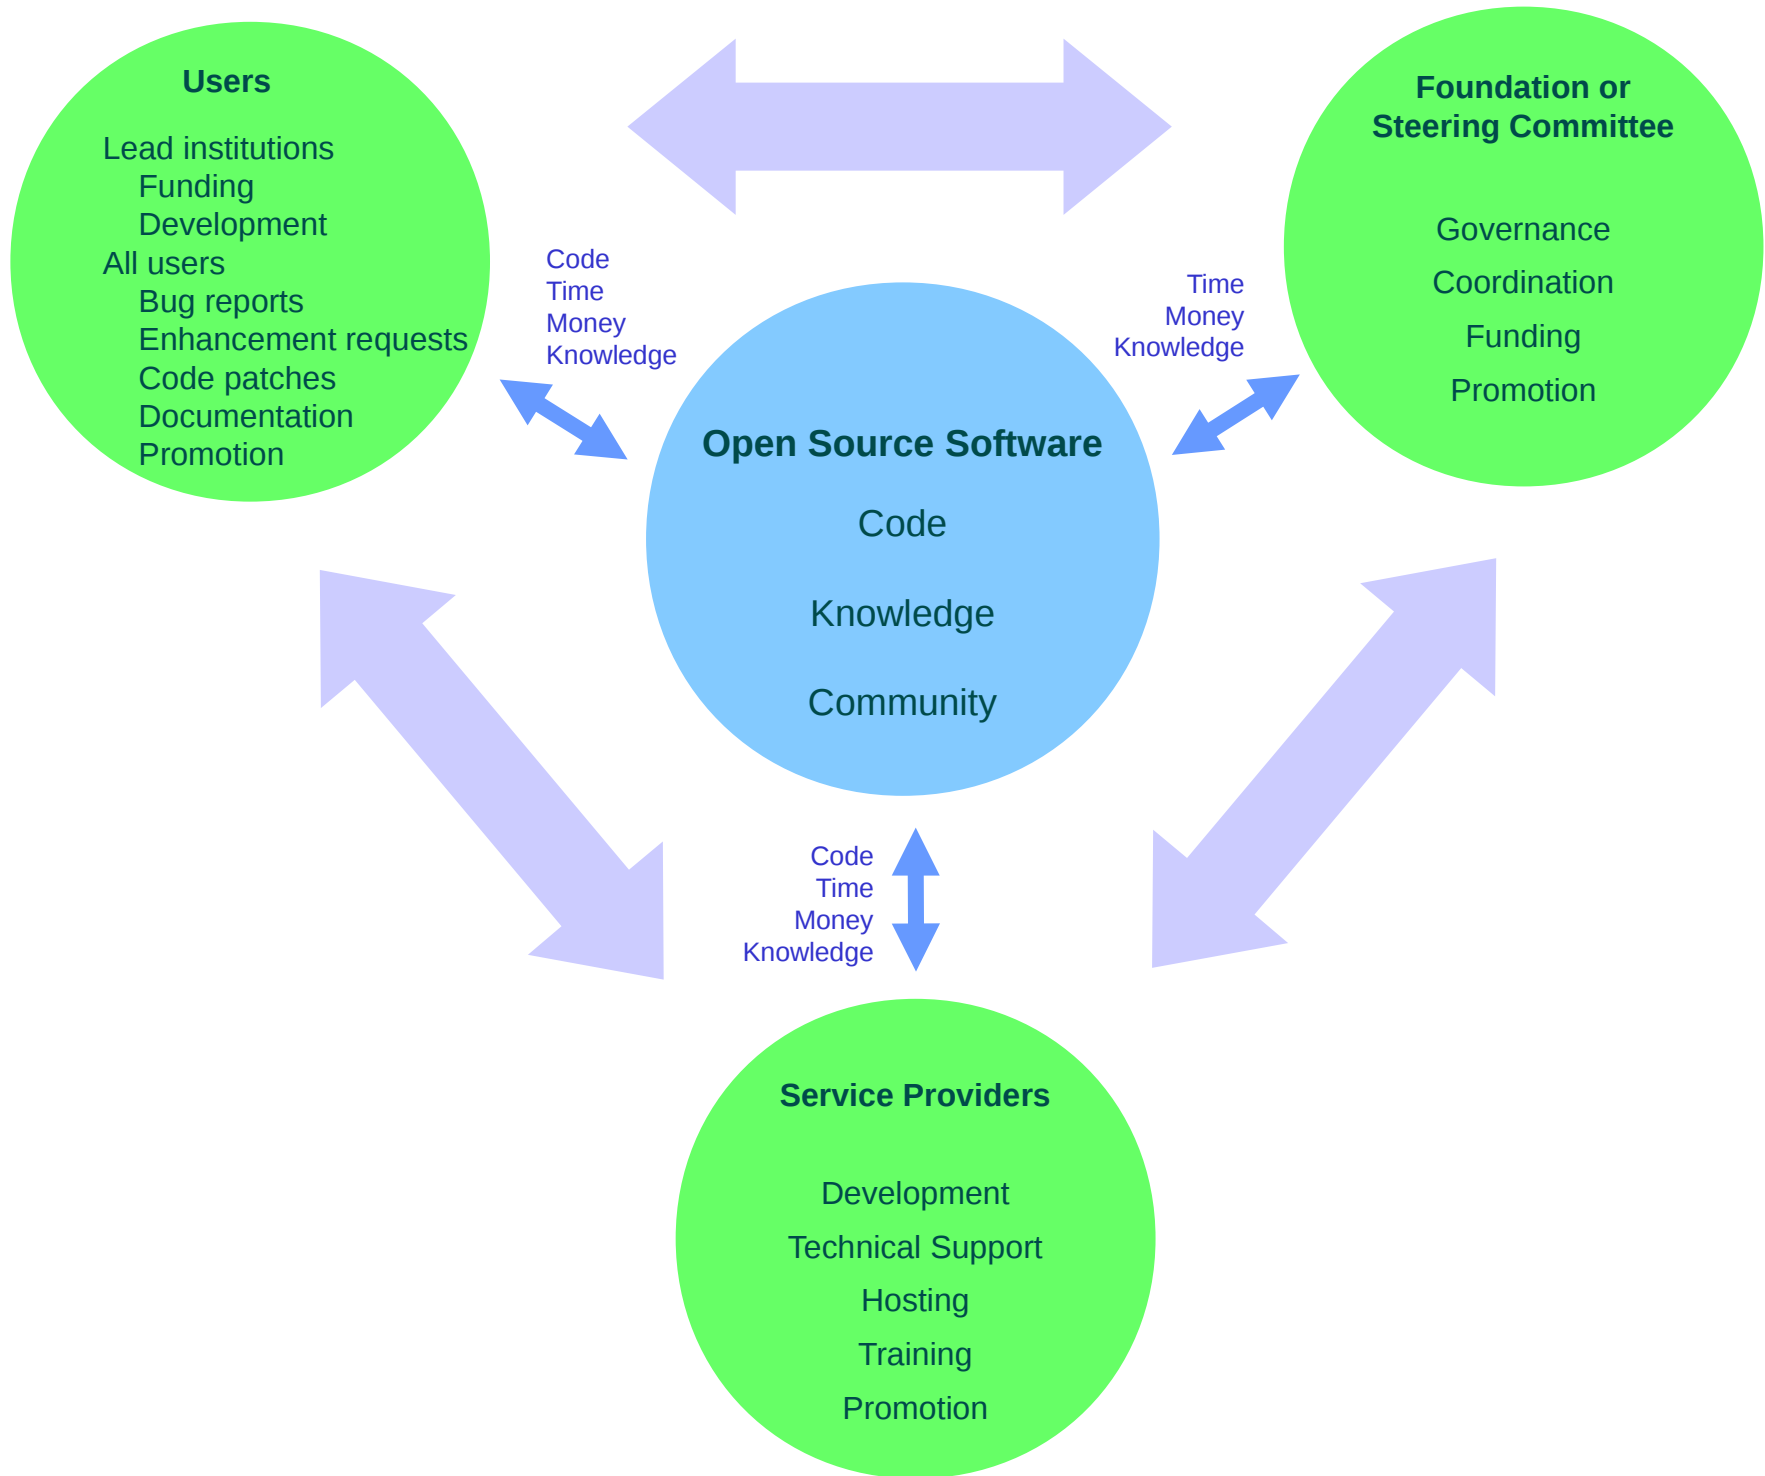 Users
Lead institutions
Funding
Development
All users
Bug reports
Enhancement requests
Code patches
Documentation
Promotion
Foundation or
Steering Committee
Governance
Coordination
Funding
Promotion
Code
Time
Money
Knowledge
Time
Money
Knowledge
Open Source Software
Code
Knowledge
Community
Code
Time
Money
Knowledge
Service Providers
Development
Technical Support
Hosting
Training
Promotion